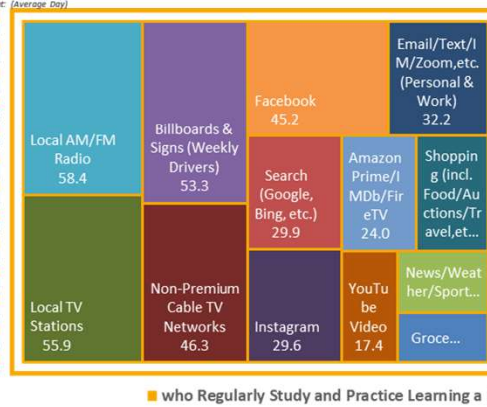 t: (Average Day)
Local AM/FM
Radio
58.4
Local TV
Stations
55.9
Billboards &
Signs (Weekly
Drivers)
53.3
Non-Premium
Cable TV
Networks
46.3
Facebook
45.2
Email/Text/I
M/Zoom,etc.
(Personal &
Work)
32.2
Search
(Google,
Bing, etc.)
29.9
Amazon
Prime/I
MDb/Fir
eTV
24.0
Shoppin
g (incl.
Food/Au
ctions/Tr
avel,et...
Instagram
29.6
YouTu
be
Video
17.4
News/Weat
her/Sport...
Groce...
who Regularly Study and Practice Learning a